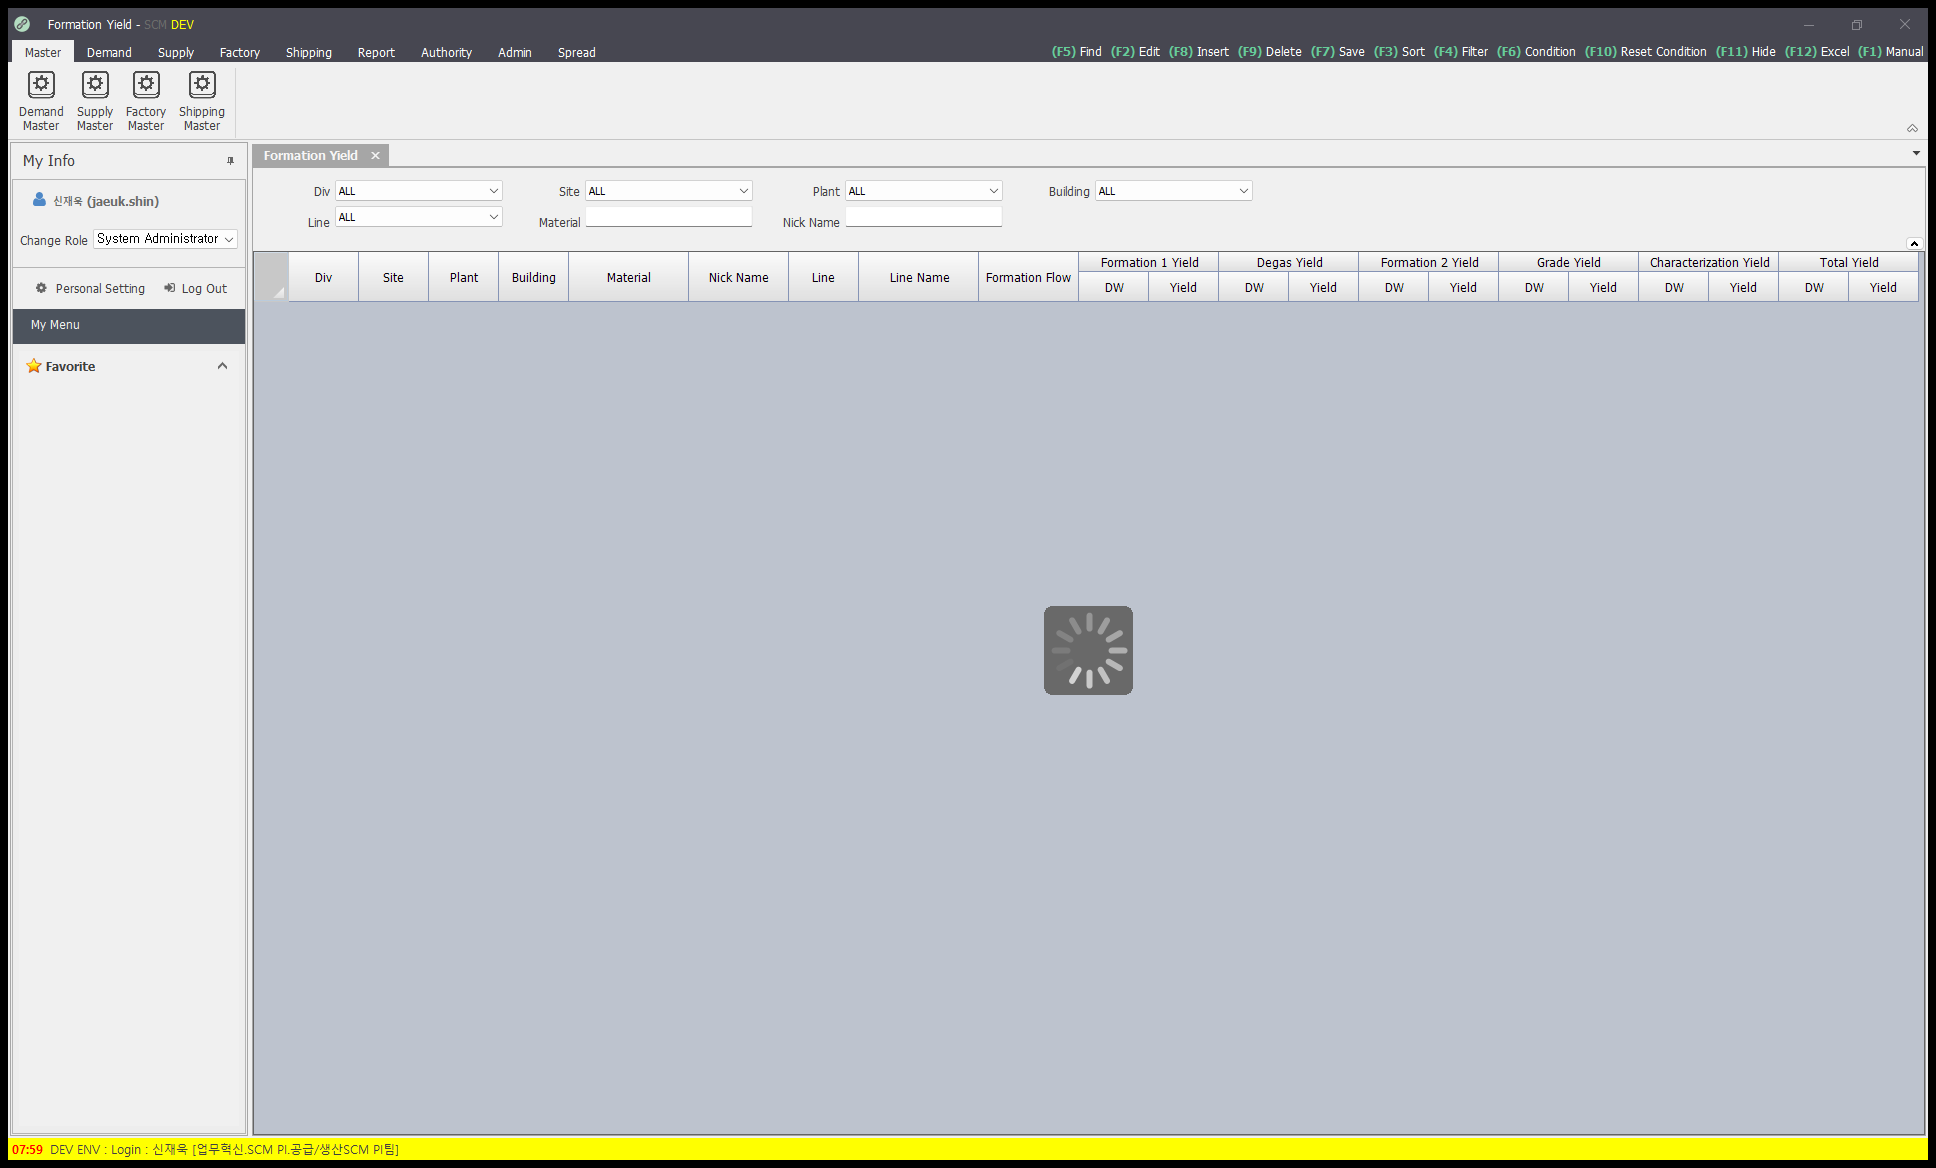 Formation Yield - SCM DEV
Master Demand Supply Factory Shipping Report Authority Admin Spread
(F5) Find (F2) Edit (F8) Insert (F9) Delete (F7) Save (F3) Sort (F4) Filter (F6) Condition (F10) Reset Condition (F11) Hide (F12) Excel (F1) Manual
Demand Master
Supply Master
Factory Master
Shipping Master
My Info
신재욱 (jaeuk.shin)
Change Role System Administrator
Personal Setting Log Out
My Menu
Favorite
Formation Yield
Div ALL Site ALL Plant ALL Building ALL
Line ALL Material Nick Name
Div Site Plant Building Material Nick Name Line Line Name Formation Flow
Formation 1 Yield Degas Yield Formation 2 Yield Grade Yield Characterization Yield Total Yield
DW Yield DW Yield DW Yield DW Yield DW Yield DW Yield
07:59 DEV ENV : Login : 신재욱 [업무혁신.SCM PI.공급/생산SCM PI팀]